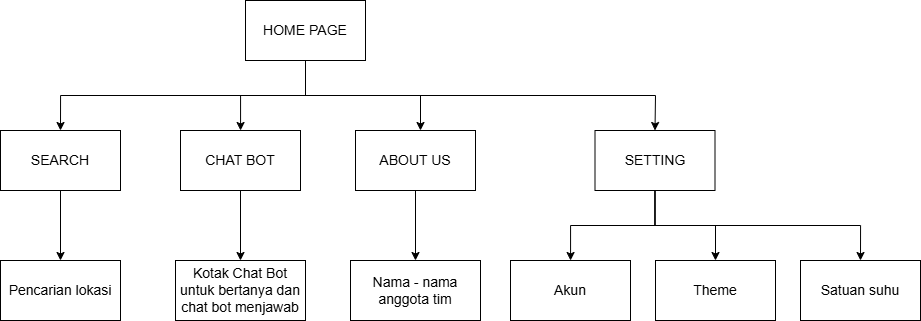 HOME PAGE
SEARCH
CHAT BOT
ABOUT US
SETTING
Pencarian lokasi
Kotak Chat Bot
untuk bertanya dan
chat bot menjawab
Nama - nama
anggota tim
Akun
Theme
Satuan suhu